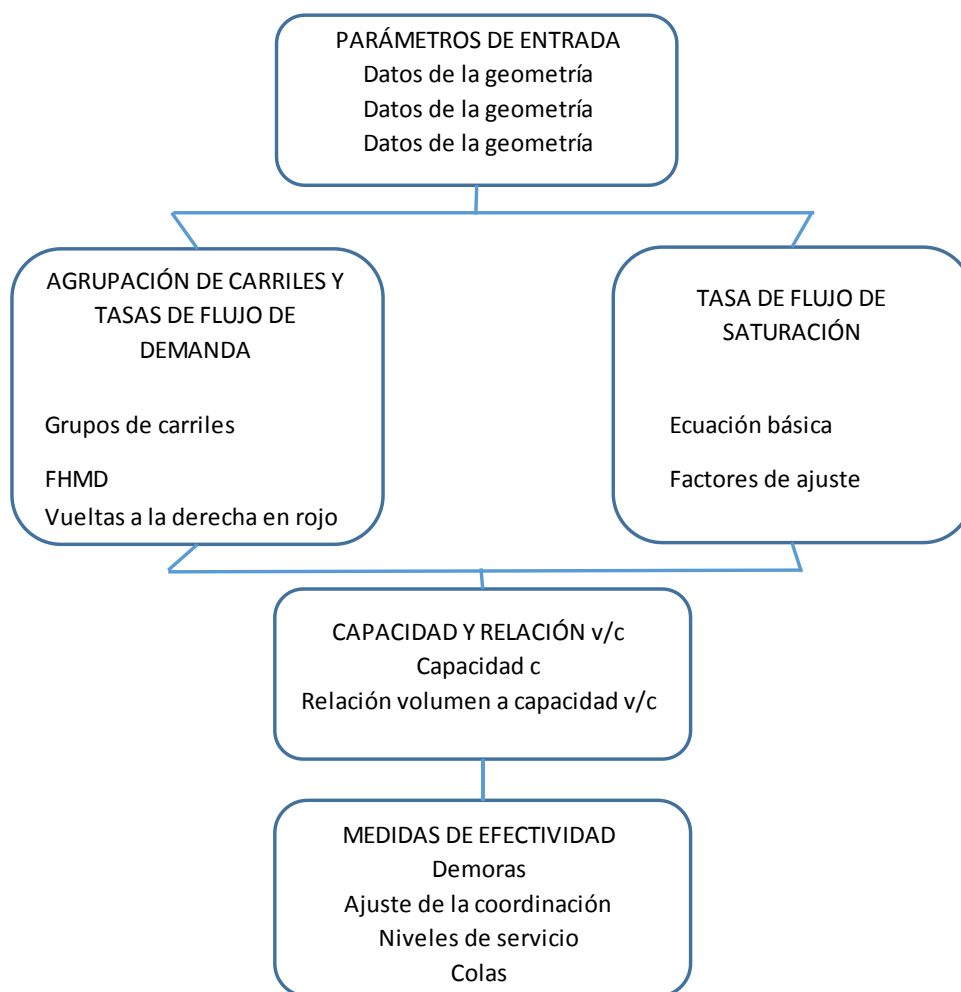 PARÁMETROS DE ENTRADA
Datos de la geometría
Datos de la geometría
Datos de la geometría
AGRUPACIÓN DE CARRILES Y
TASAS DE FLUJO DE
DEMANDA
Grupos de carriles
FHMD
Vueltas a la derecha en rojo
TASA DE FLUJO DE
SATURACIÓN
Ecuación básica
Factores de ajuste
CAPACIDAD Y RELACIÓN v/c
Capacidad c
Relación volumen a capacidad v/c
MEDIDAS DE EFECTIVIDAD
Demoras
Ajuste de la coordinación
Niveles de servicio
Colas